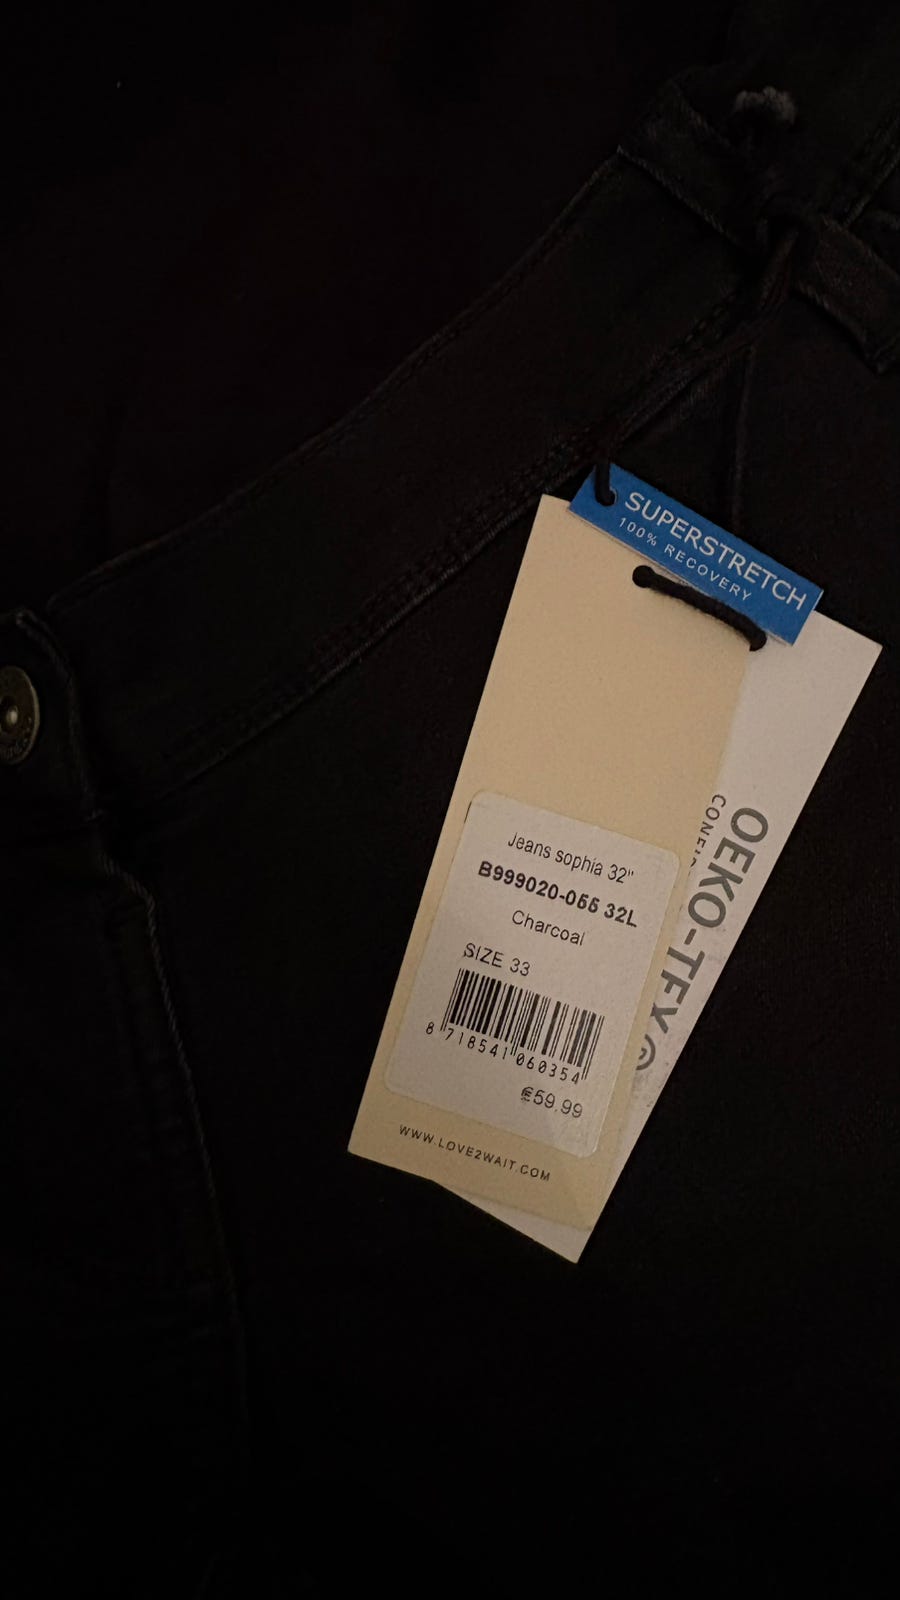 SUPERSTRETCH
100% RECOVERY
OEKO-TEX®
Jeans sophia 32"
B999020-055 32L
Charcoal
SIZE 33
8 718541 060354
€59.99
WWW.LOVE2WAIT.COM